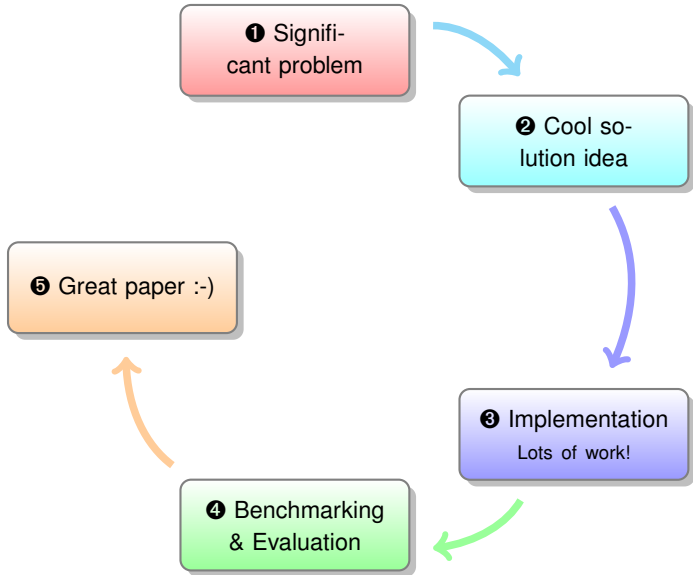 ❶ Signifi-
cant problem
❷ Cool so-
lution idea
❸ Implementation
Lots of work!
❹ Benchmarking
& Evaluation
❺ Great paper :-)